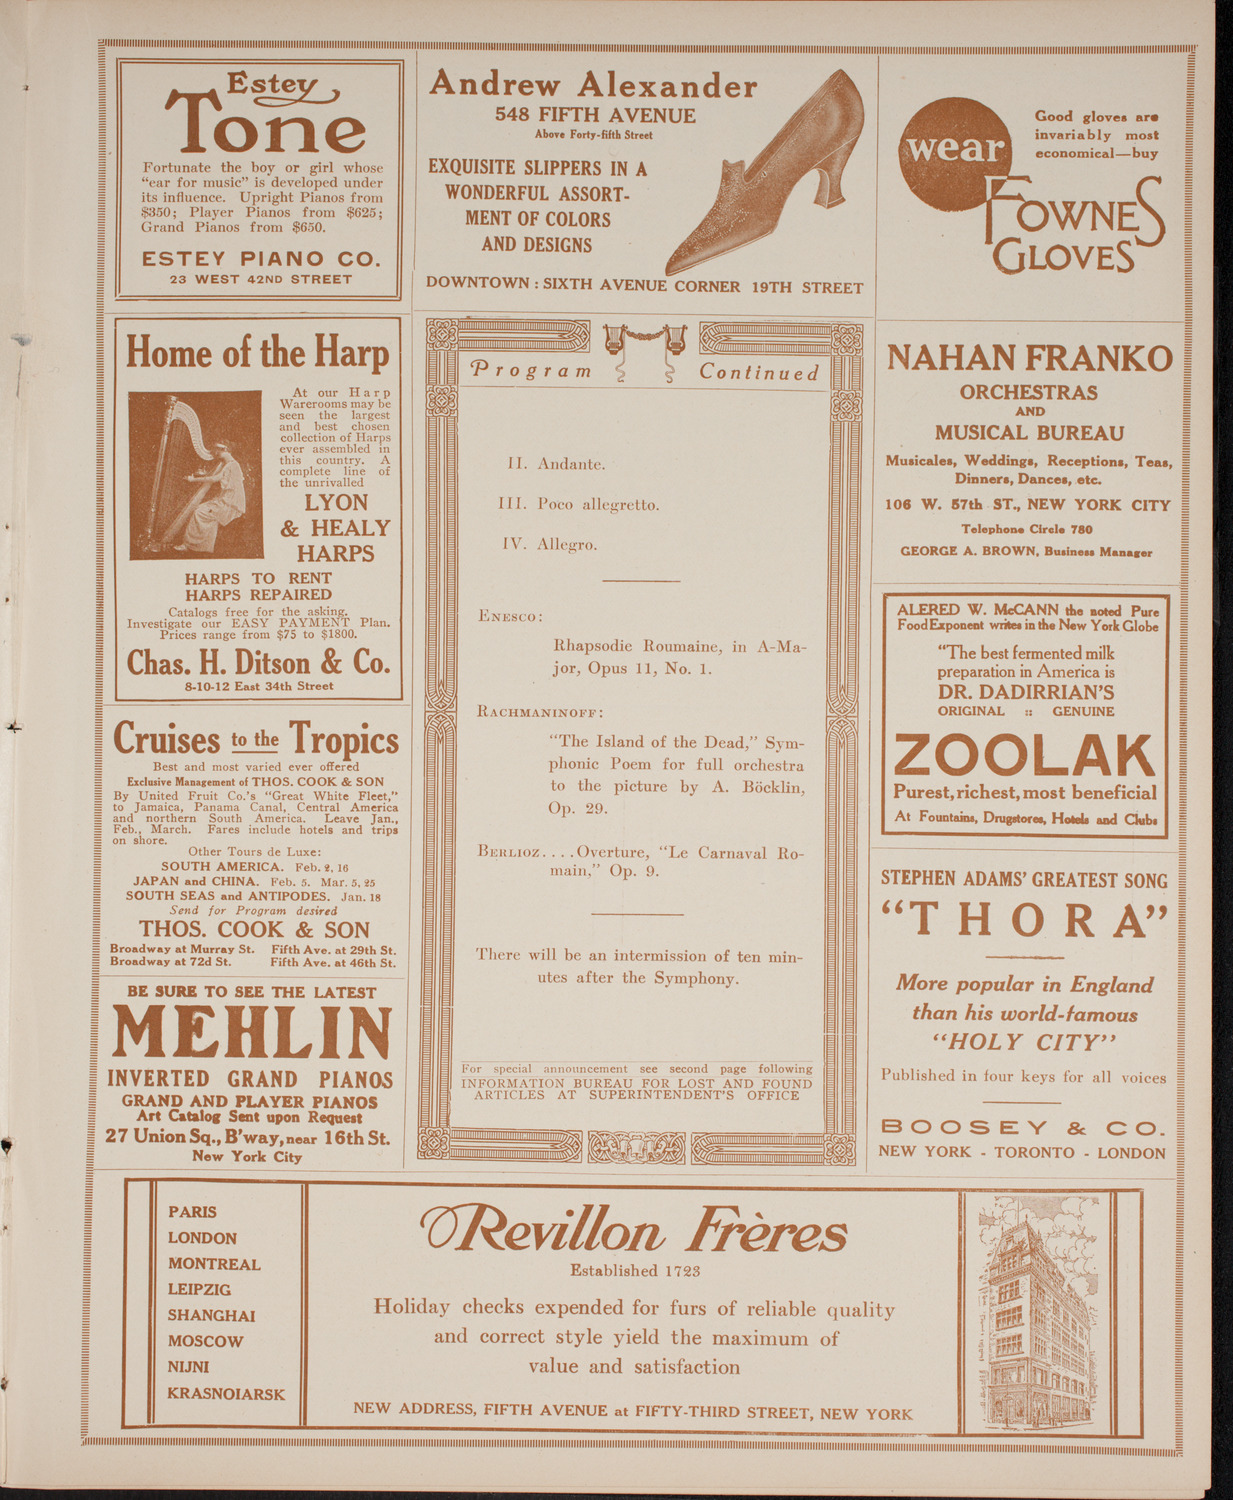 Estey
Tone
Fortunate the boy or girl whose
"ear for music" is developed under
its influence. Upright Pianos from
$350; Player Pianos from $625;
Grand Pianos from $650.
ESTEY PIANO CO.
23 WEST 42ND STREET
Andrew Alexander
548 FIFTH AVENUE
Above Forty-fifth Street
EXQUISITE SLIPPERS IN A
WONDERFUL ASSORT-
MENT OF COLORS
AND DESIGNS
DOWNTOWN : SIXTH AVENUE CORNER 19TH STREET
wear
Good gloves are
invariably most
economical—buy
FOWNES
GLOVES
Home of the Harp
At our Harp
Warerooms may be
seen the largest
and best chosen
collection of Harps
ever assembled in
this country. A
complete line of
the unrivalled
LYON
& HEALY
HARPS
HARPS TO RENT
HARPS REPAIRED
Catalogs free for the asking.
Investigate our EASY PAYMENT Plan.
Prices range from $75 to $1800.
Chas. H. Ditson & Co.
8-10-12 East 34th Street
Cruises to the Tropics
Best and most varied ever offered
Exclusive Management of THOS. COOK & SON
By United Fruit Co.'s "Great White Fleet,"
to Jamaica, Panama Canal, Central America
and northern South America. Leave Jan.,
Feb., March. Fares include hotels and trips
on shore.
Other Tours de Luxe:
SOUTH AMERICA. Feb. 2, 16
JAPAN and CHINA. Feb. 5. Mar. 5, 25
SOUTH SEAS and ANTIPODES. Jan. 18
Send for Program desired
THOS. COOK & SON
Broadway at Murray St. Fifth Ave. at 29th St.
Broadway at 72d St. Fifth Ave. at 46th St.
BE SURE TO SEE THE LATEST
MEHLIN
INVERTED GRAND PIANOS
GRAND AND PLAYER PIANOS
Art Catalog Sent upon Request
27 Union Sq., B'way, near 16th St.
New York City
Program Continued
II. Andante.
III. Poco allegretto.
IV. Allegro.
ENESCO:
Rhapsodie Roumaine, in A-Ma-
jor, Opus 11, No. 1.
RACHMANINOFF:
"The Island of the Dead," Sym-
phonic Poem for full orchestra
to the picture by A. Böcklin,
Op. 29.
BERLIOZ....Overture, "Le Carnaval Ro-
main," Op. 9.
There will be an intermission of ten min-
utes after the Symphony.
For special announcement see second page following
INFORMATION BUREAU FOR LOST AND FOUND
ARTICLES AT SUPERINTENDENT'S OFFICE
NAHAN FRANKO
ORCHESTRAS
AND
MUSICAL BUREAU
Musicales, Weddings, Receptions, Teas,
Dinners, Dances, etc.
106 W. 57th ST., NEW YORK CITY
Telephone Circle 780
GEORGE A. BROWN, Business Manager
ALERED W. McCANN the noted Pure
Food Exponent writes in the New York Globe
"The best fermented milk
preparation in America is
DR. DADIRRIAN'S
ORIGINAL :: GENUINE
ZOOLAK
Purest, richest, most beneficial
At Fountains, Drugstores, Hotels and Clubs
STEPHEN ADAMS' GREATEST SONG
"THORA"
More popular in England
than his world-famous
"HOLY CITY"
Published in four keys for all voices
BOOSEY & CO.
NEW YORK - TORONTO - LONDON
PARIS
LONDON
MONTREAL
LEIPZIG
SHANGHAI
MOSCOW
NIJNI
KRASNOIARSK
Revillon Frères
Established 1723
Holiday checks expended for furs of reliable quality
and correct style yield the maximum of
value and satisfaction
NEW ADDRESS, FIFTH AVENUE at FIFTY-THIRD STREET, NEW YORK